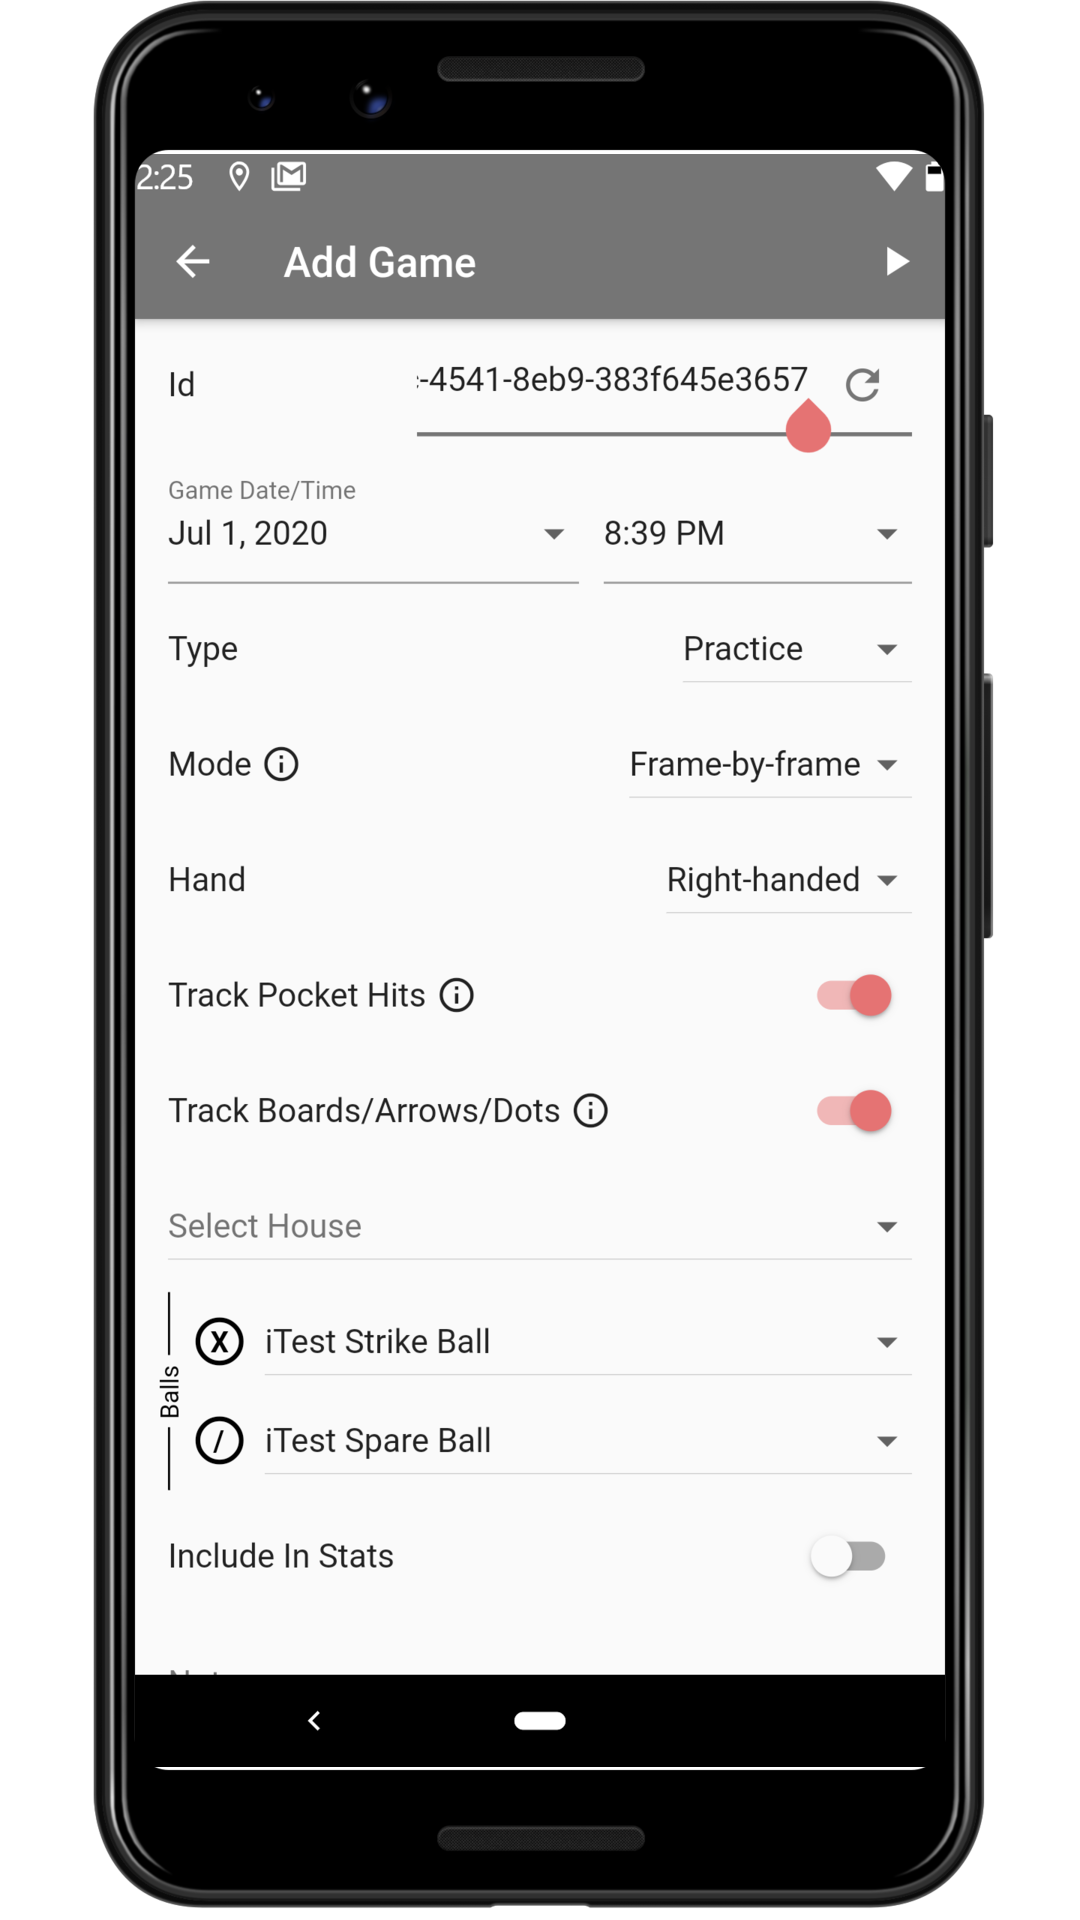 2:25
Add Game
Id
-4541-8eb9-383f645e3657
Game Date/Time
Jul 1, 2020
8:39 PM
Type
Practice
Mode
Frame-by-frame
Hand
Right-handed
Track Pocket Hits
Track Boards/Arrows/Dots
Select House
Balls
X
iTest Strike Ball
/
iTest Spare Ball
Include In Stats